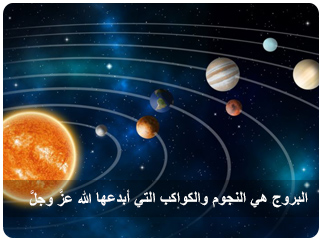 البروج هي النجوم والكواكب التي أبدعها الله عزَّ وجلَّ